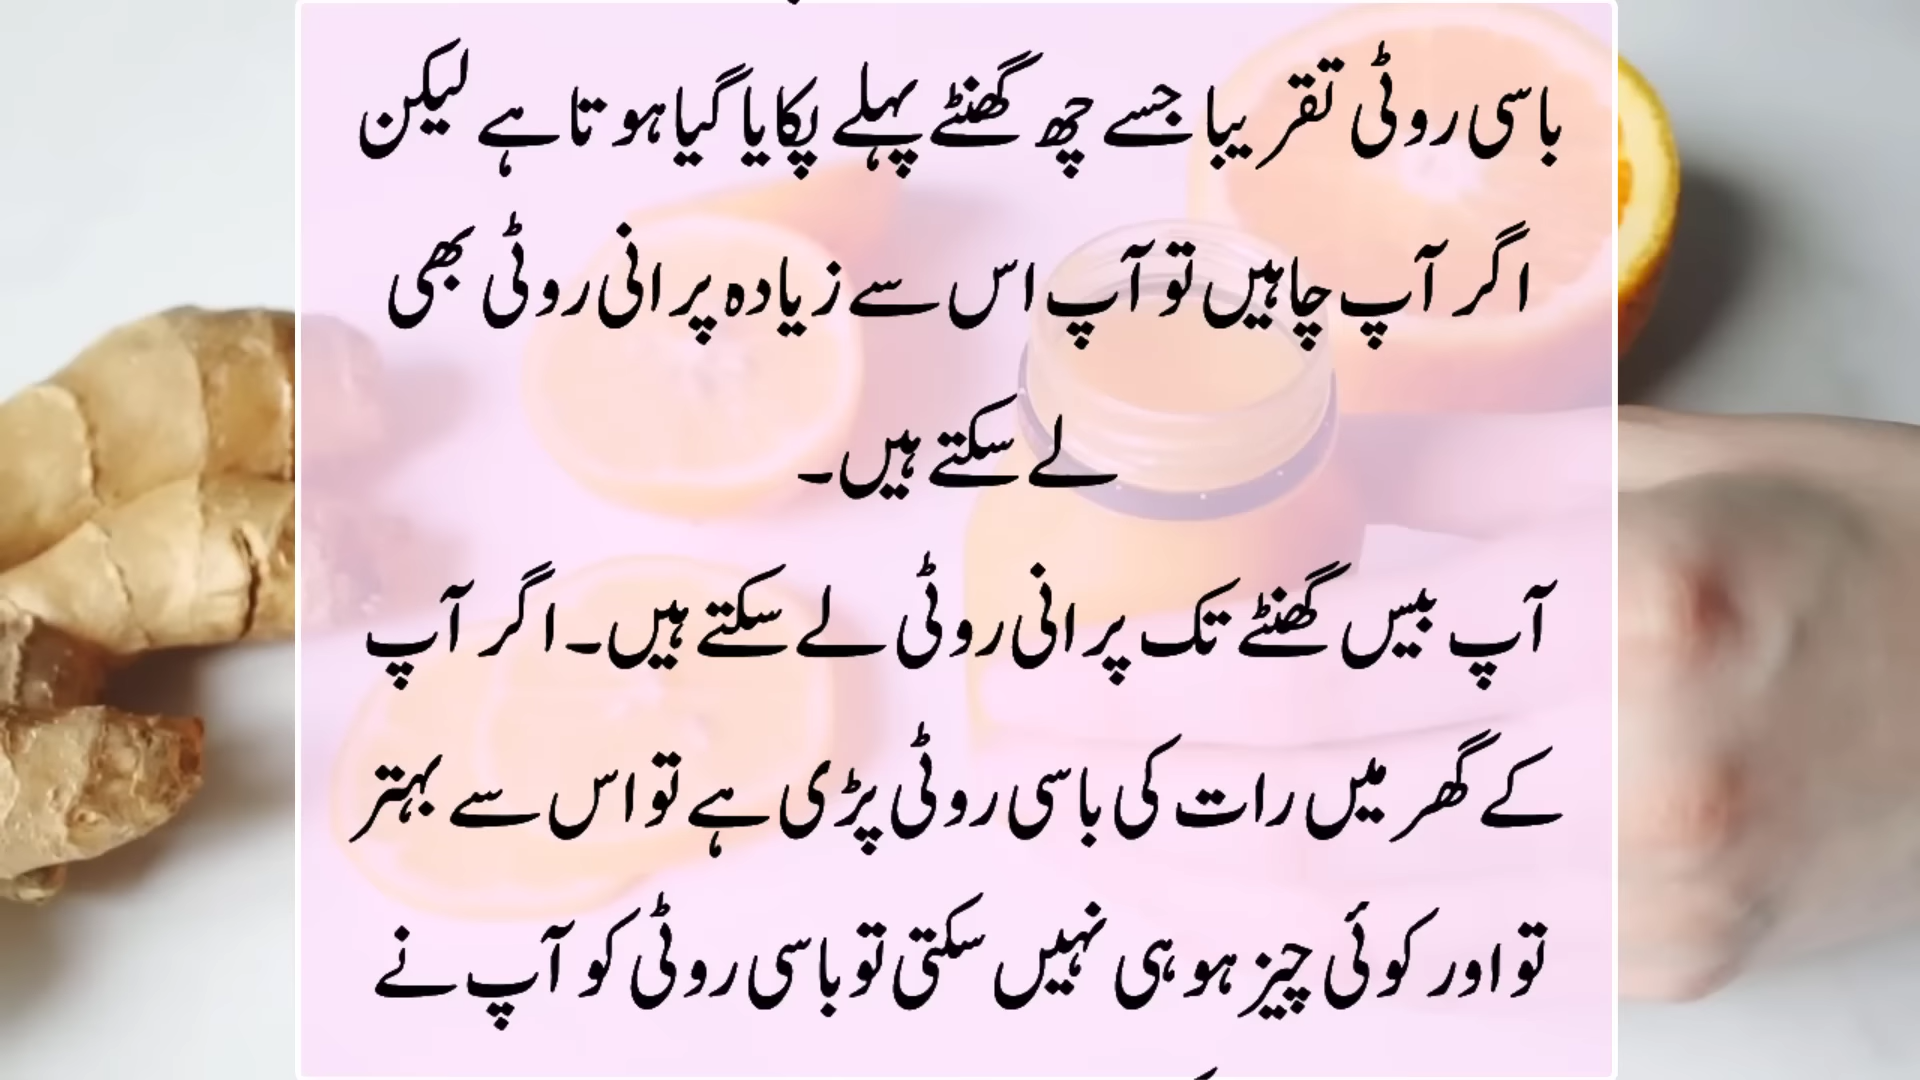 باسی روٹی تقریبا جسے چھ گھنٹے پہلے پکایا گیا ہو تا ہے لیکن
اگر آپ چاہیں تو آپ اس سے زیادہ پرانی روٹی بھی
لے سکتے ہیں۔
آپ بیس گھنٹے تک پرانی روٹی لے سکتے ہیں۔ اگر آپ
کے گھر میں رات کی باسی روٹی پڑی ہے تو اس سے بہتر
تو اور کوئی چیز ہو ہی نہیں سکتی تو باسی روٹی کو آپ نے